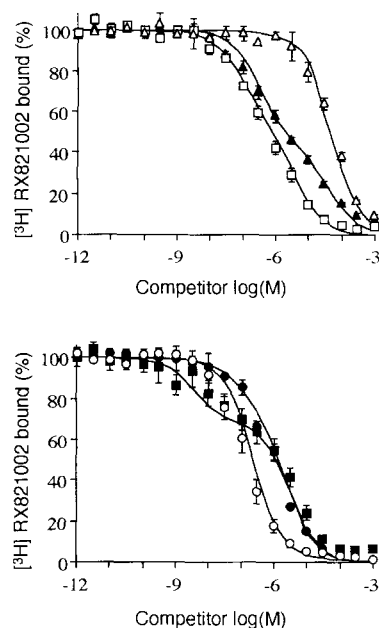 [³H] RX821002 bound (%)
100
80
60
40
20
0
-12 -9 -6 -3
Competitor log(M)
[³H] RX821002 bound (%)
100
80
60
40
20
0
-12 -9 -6 -3
Competitor log(M)